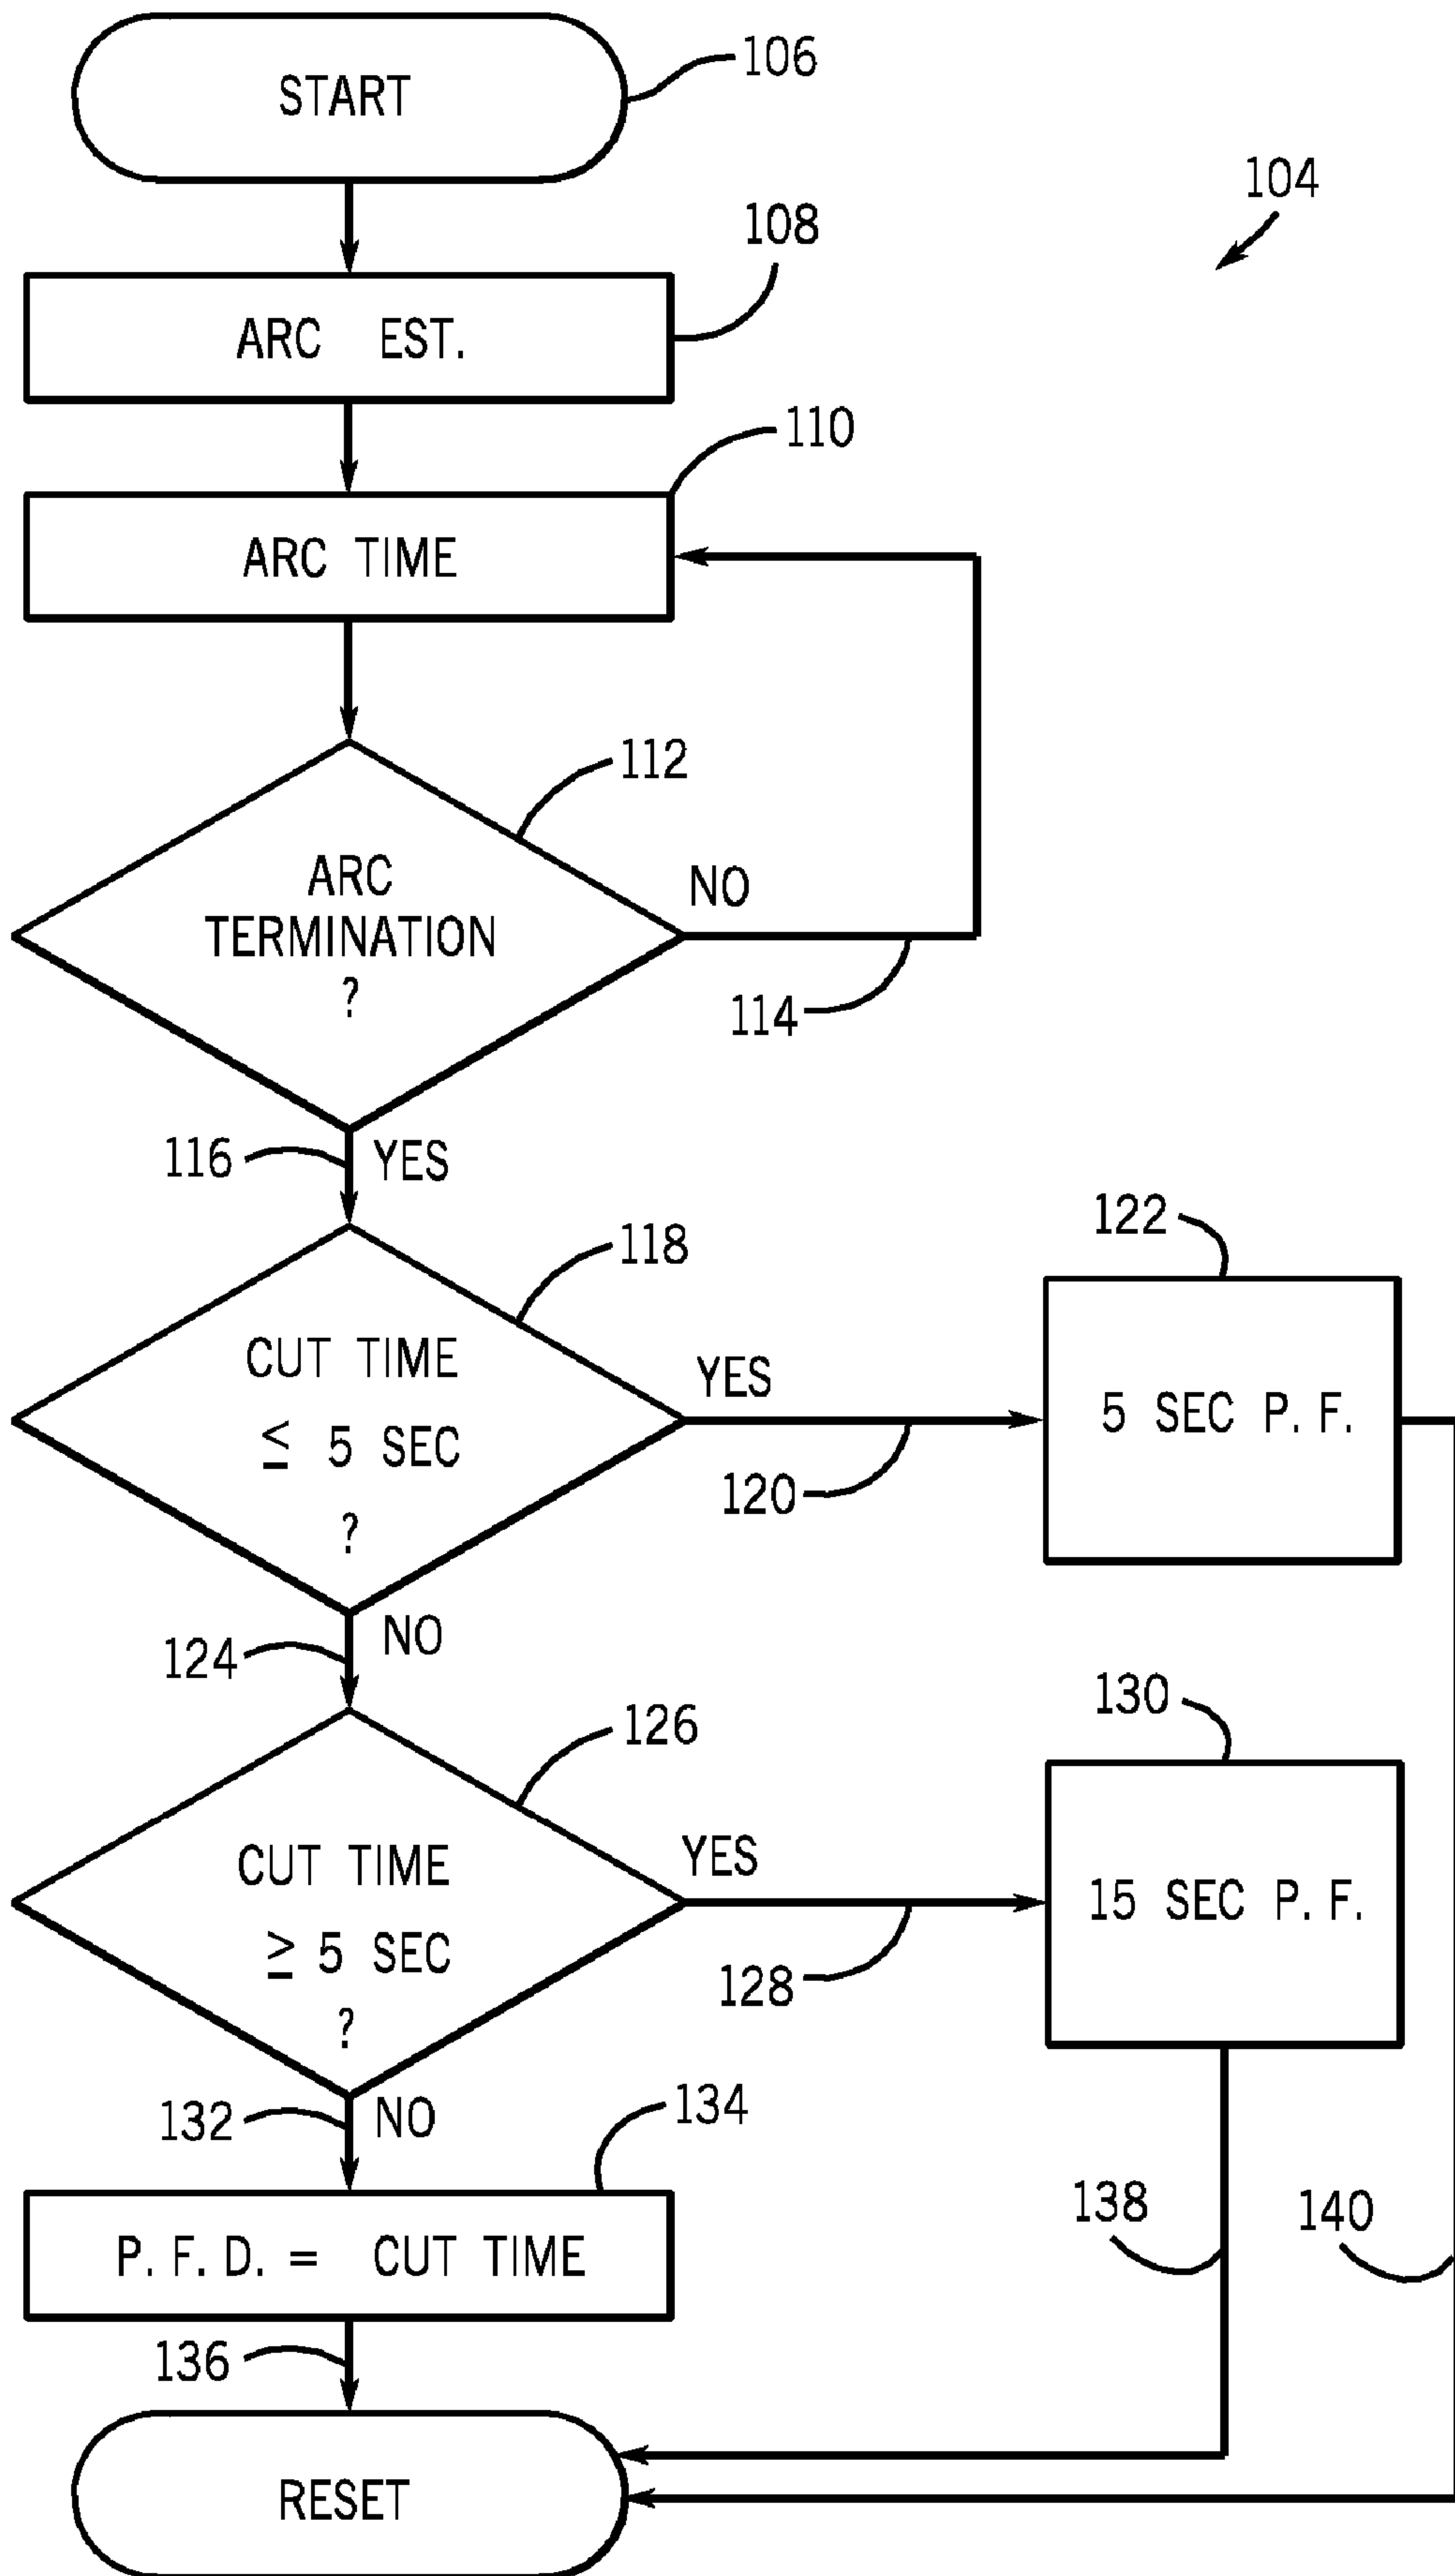 START
106
104
108
ARC EST.
110
ARC TIME
112
ARC
TERMINATION
?
NO
114
116
YES
118
CUT TIME
≤ 5 SEC
?
YES
120
122
5 SEC P. F.
124
NO
126
CUT TIME
≥ 5 SEC
?
YES
128
130
15 SEC P. F.
132
NO
134
P. F. D. = CUT TIME
136
138
140
RESET